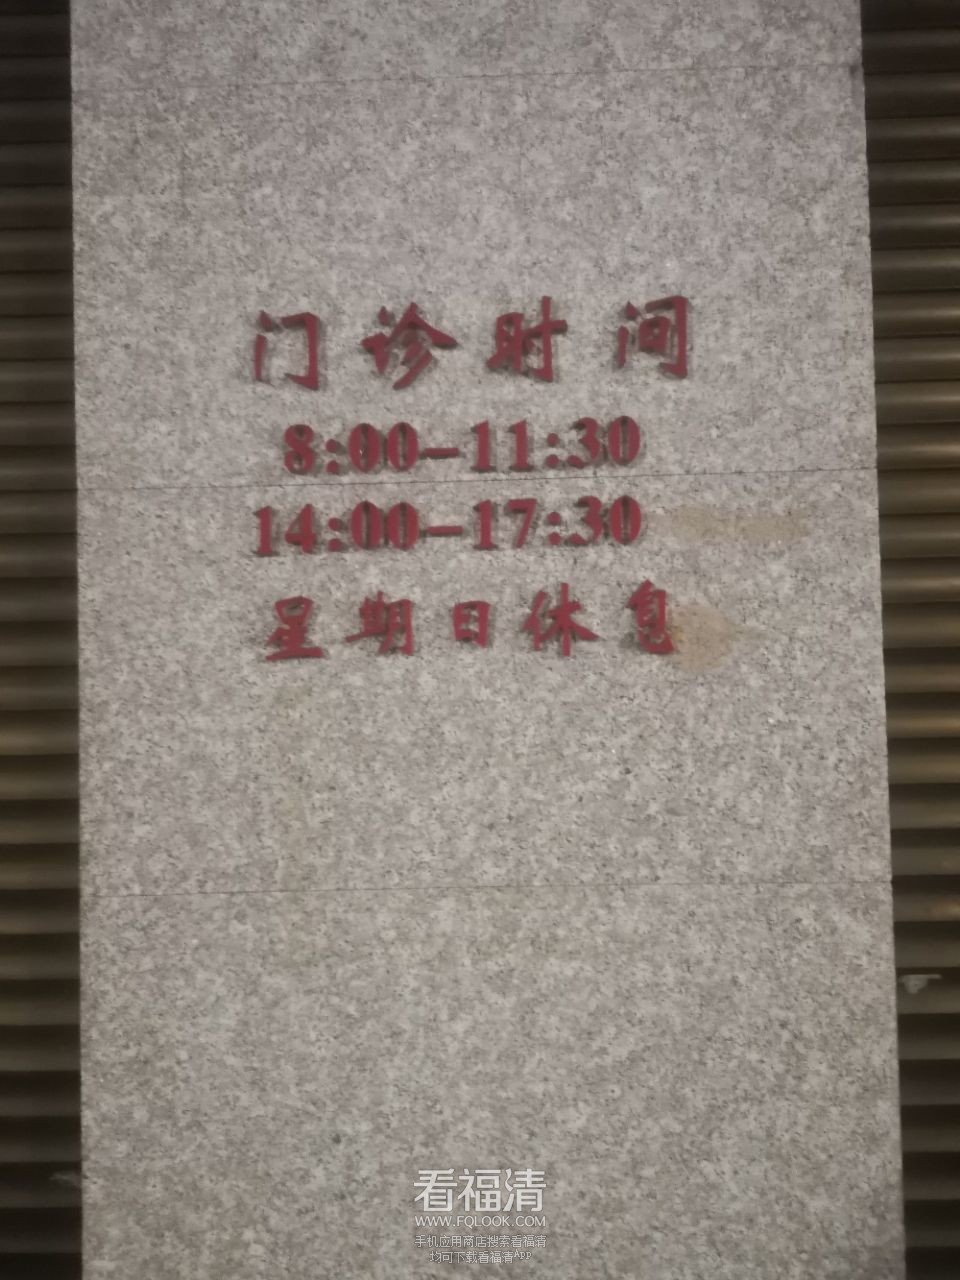 门诊时间
8:00-11:30
14:00-17:30
星期日休息
看福清
WWW.FQLOOK.COM
手机应用商店搜索看福清
均可下载看福清App